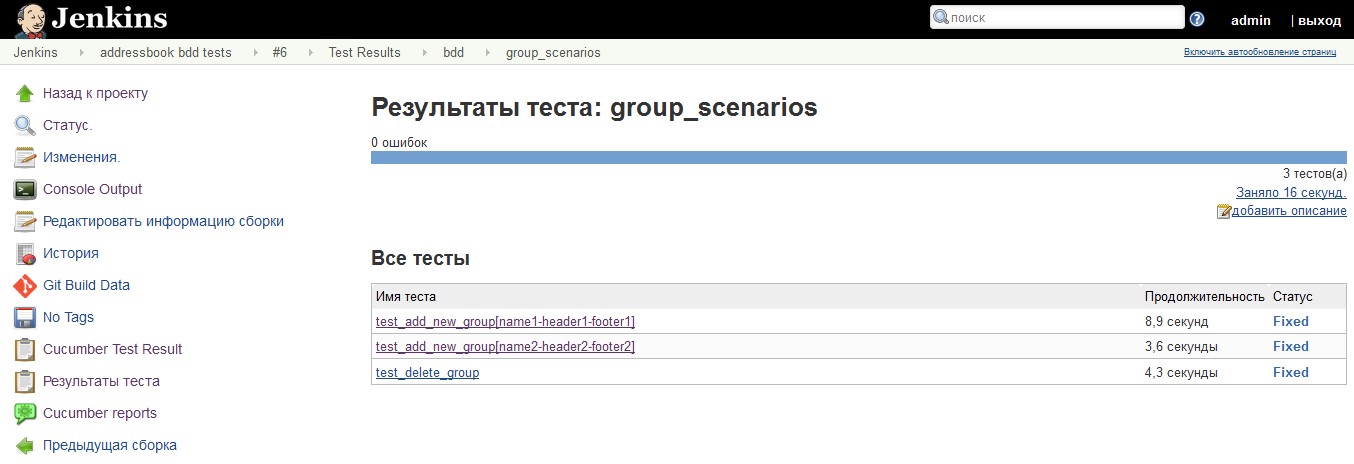 Jenkins
поиск
admin | выход
Jenkins addressbook bdd tests #6 Test Results bdd group_scenarios
Включить автообновление страниц
Назад к проекту
Статус.
Изменения.
Console Output
Редактировать информацию сборки
История
Git Build Data
No Tags
Cucumber Test Result
Результаты теста
Cucumber reports
Предыдущая сборка
Результаты теста: group_scenarios
0 ошибок
3 тестов(а)
Заняло 16 секунд.
добавить описание
Все тесты
Имя теста Продолжительность Статус
test_add_new_group[name1-header1-footer1] 8,9 секунд Fixed
test_add_new_group[name2-header2-footer2] 3,6 секунды Fixed
test_delete_group 4,3 секунды Fixed